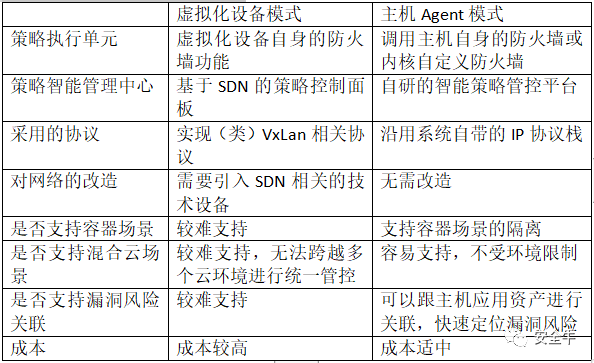 虚拟化设备模式 主机 Agent 模式
策略执行单元 虚拟化设备自身的防火 调用主机自身的防火墙或
墙功能 内核自定义防火墙
策略智能管理中心 基于 SDN 的策略控制面 自研的智能策略管控平台
板
采用的协议 实现（类）VxLan 相关协 沿用系统自带的 IP 协议栈
议
对网络的改造 需要引入 SDN 相关的技 无需改造
术设备
是否支持容器场景 较难支持 支持容器场景的隔离
是否支持混合云场 较难支持，无法跨越多 容易支持，不受环境限制
景 个云环境进行统一管控
是否支持漏洞风险 较难支持 可以跟主机应用资产进行
关联 关联，快速定位漏洞风险
成本 成本较高 成本适中
安全牛